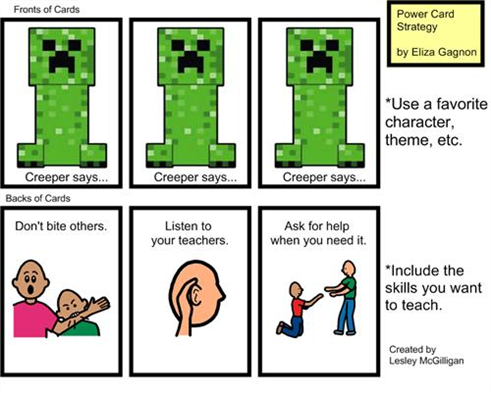 Fronts of Cards
Power Card
Strategy
by Eliza Gagnon
*Use a favorite
character,
theme, etc.
Creeper says...
Creeper says...
Creeper says...
Backs of Cards
Don't bite others.
Listen to
your teachers.
Ask for help
when you need it.
*Include the
skills you want
to teach.
Created by
Lesley McGilligan